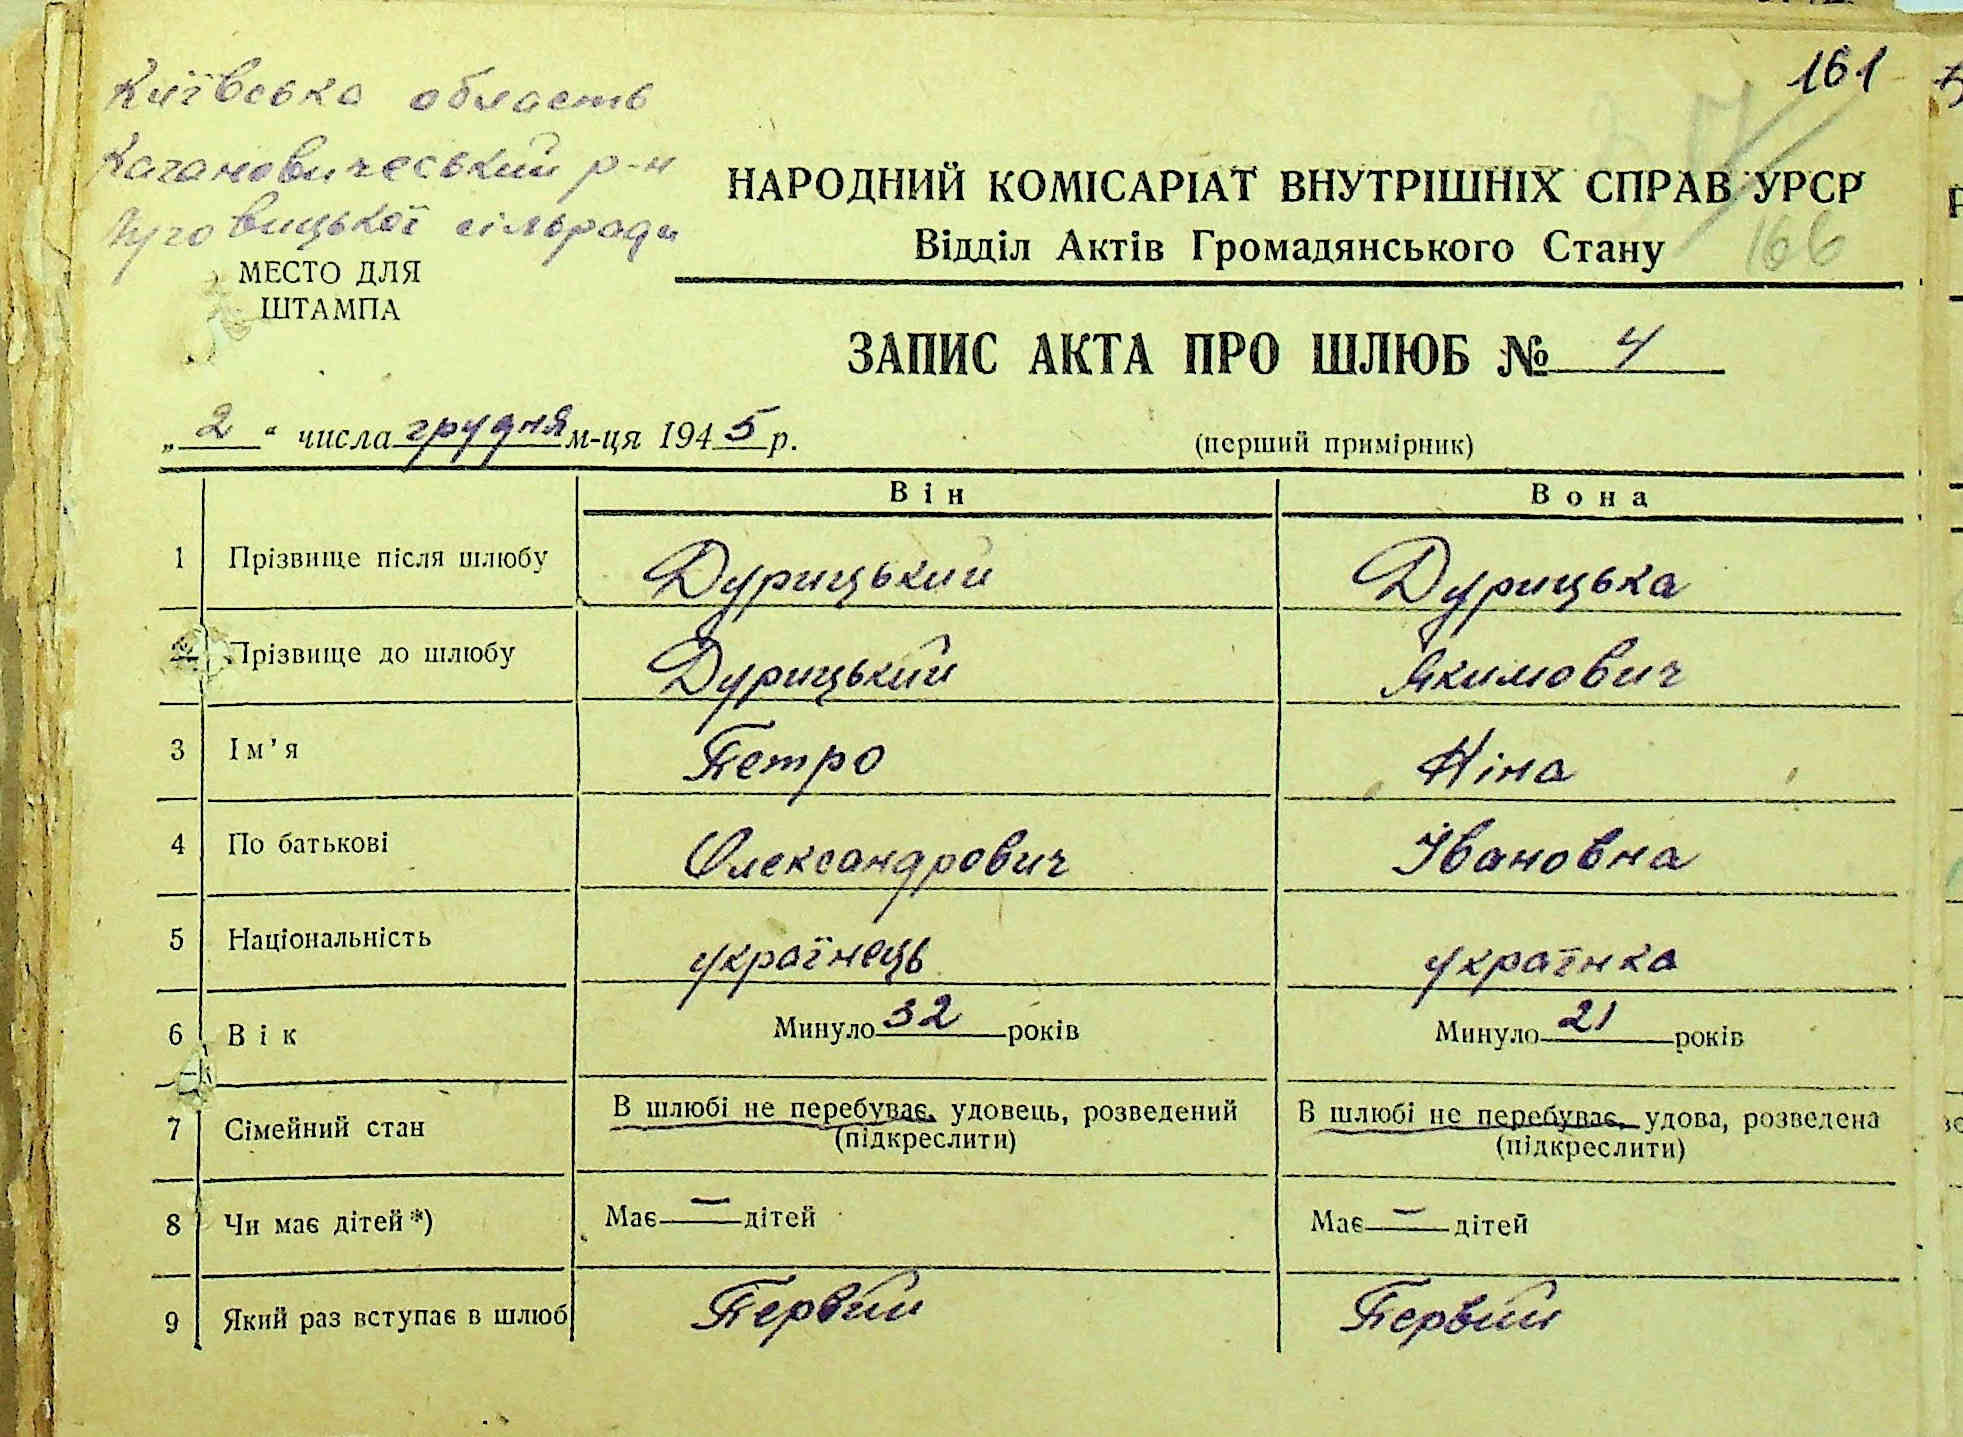 161
Київська область
Кагановичеський р-н
Луговицької сільради
МЕСТО ДЛЯ
ШТАМПА
НАРОДНИЙ КОМІСАРІАТ ВНУТРІШНІХ СПРАВ УРСР
Відділ Актів Громадянського Стану
166
ЗАПИС АКТА ПРО ШЛЮБ № 4
„2“ числа грудня м-ця 1945 р.
(перший примірник)
Він Вона
1 Прізвище після шлюбу Дурицький Дурицька
2 Прізвище до шлюбу Дурицький Якимович
3 Ім’я Петро Ніна
4 По батькові Олександрович Івановна
5 Національність українець українка
6 Вік Минуло 32 років Минуло 21 років
7 Сімейний стан В шлюбі не перебуває, удовець, розведений В шлюбі не перебуває, удова, розведена
(підкреслити) (підкреслити)
8 Чи має дітей*) Має — дітей Має — дітей
9 Який раз вступає в шлюб Первий Первий